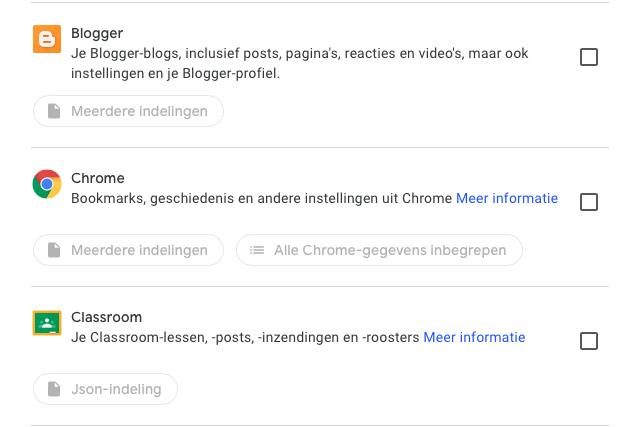 Blogger
Je Blogger-blogs, inclusief posts, pagina's, reacties en video's, maar ook
instellingen en je Blogger-profiel.
Meerdere indelingen
Chrome
Bookmarks, geschiedenis en andere instellingen uit Chrome Meer informatie
Meerdere indelingen
Alle Chrome-gegevens inbegrepen
Classroom
Je Classroom-lessen, -posts, -inzendingen en -roosters Meer informatie
Json-indeling